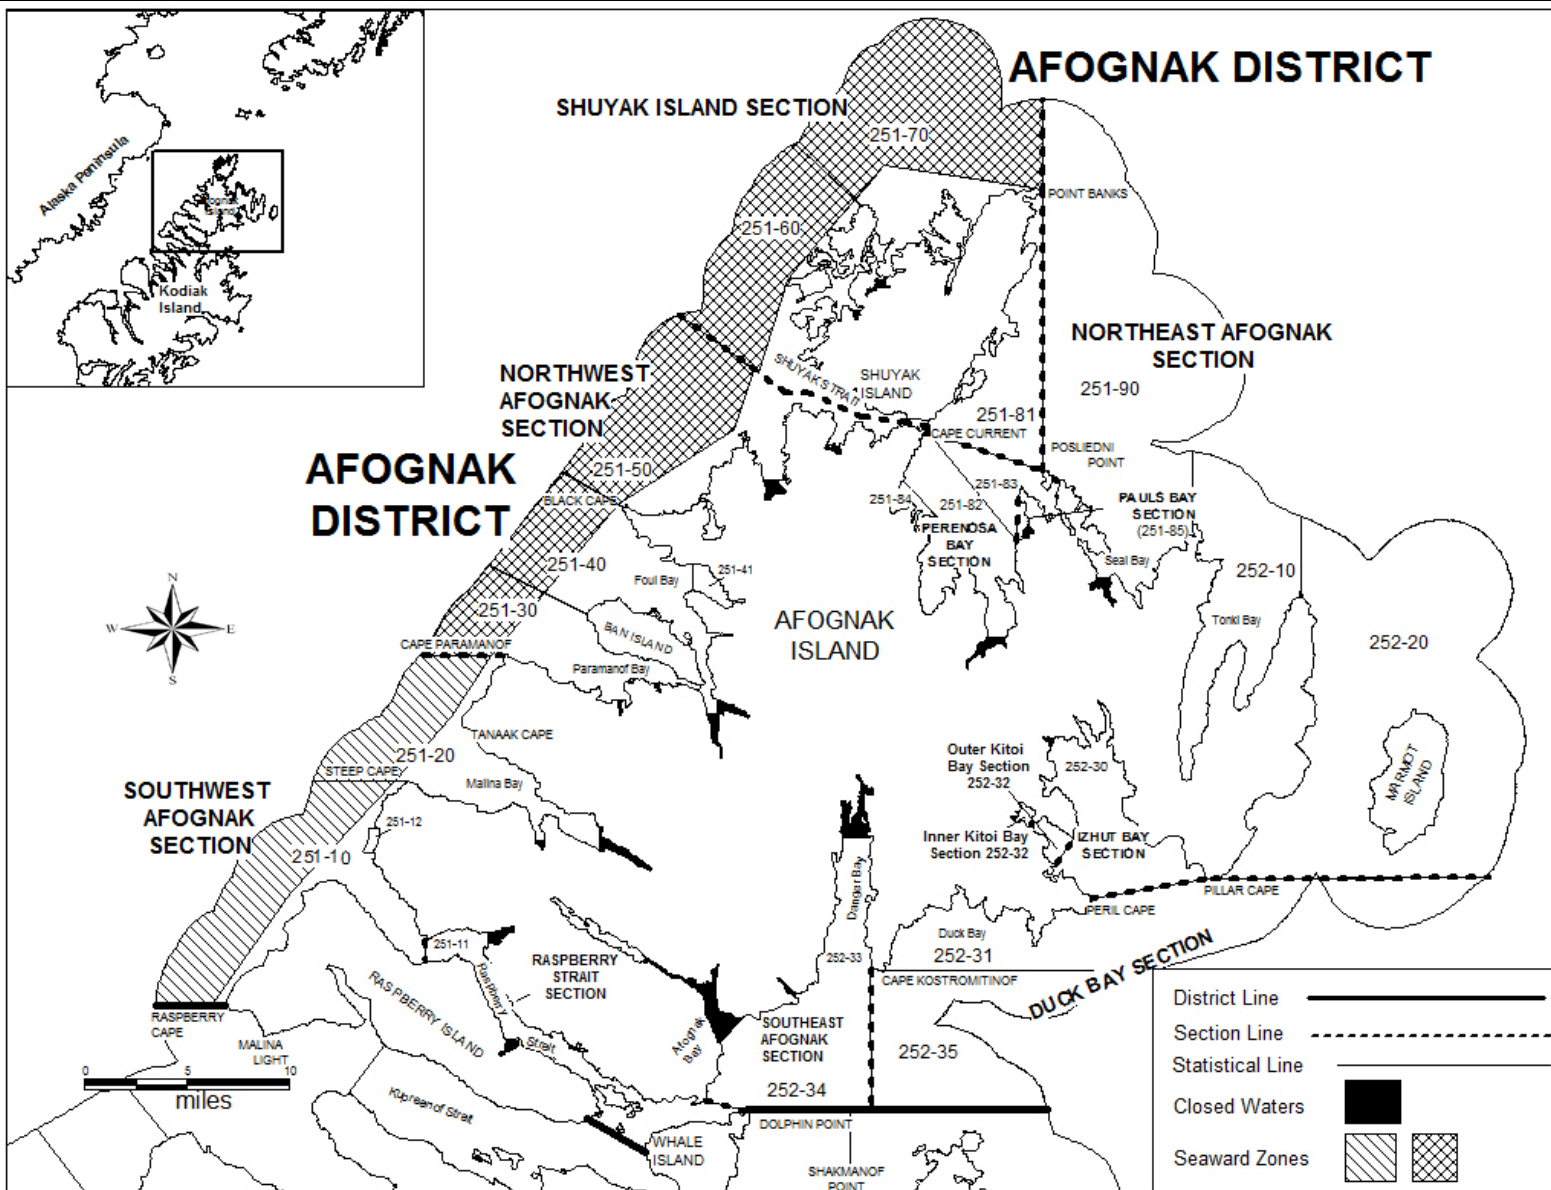 AFOGNAK DISTRICT
SHUYAK ISLAND SECTION
251-70
Alaska Peninsula
Kodiak
Island
POINT BANKS
251-60
NORTHEAST AFOGNAK
SECTION
251-90
NORTHWEST
AFOGNAK
SECTION
SHUYAK STRAIT
SHUYAK
ISLAND
251-81
CAPE CURRENT
POSLIEDNI
POINT
AFOGNAK
DISTRICT
251-50
BLACK CAPE
251-84
251-82
251-83
PAULS BAY
SECTION
(251-85)
PERENOSA
BAY
SECTION
Seal Bay
251-40
Foul Bay
251-41
252-10
N
W
E
S
251-30
BAN ISLAND
AFOGNAK
ISLAND
Tonki Bay
252-20
CAPE PARAMANOF
Paramanof Bay
TANAAK CAPE
251-20
STEEP CAPE
Malina Bay
Outer Kitoi
Bay Section
252-32
252-30
MARMOT
ISLAND
SOUTHWEST
AFOGNAK
SECTION
251-12
251-10
Inner Kitoi Bay
Section 252-32
IZHUT BAY
SECTION
Danger Bay
PILLAR CAPE
PERIL CAPE
251-11
Duck Bay
252-31
252-33
DUCK BAY SECTION
RASPBERRY
STRAIT
SECTION
Raspberry
Strait
RASPBERRY ISLAND
CAPE KOSTROMITINOF
RASPBERRY
CAPE
MALINA
LIGHT
Afognak
Bay
SOUTHEAST
AFOGNAK
SECTION
252-35
252-34
0
5
10
miles
Kupreanof Strait
DOLPHIN POINT
WHALE
ISLAND
SHAKMANOF
POINT
District Line
Section Line
Statistical Line
Closed Waters
Seaward Zones